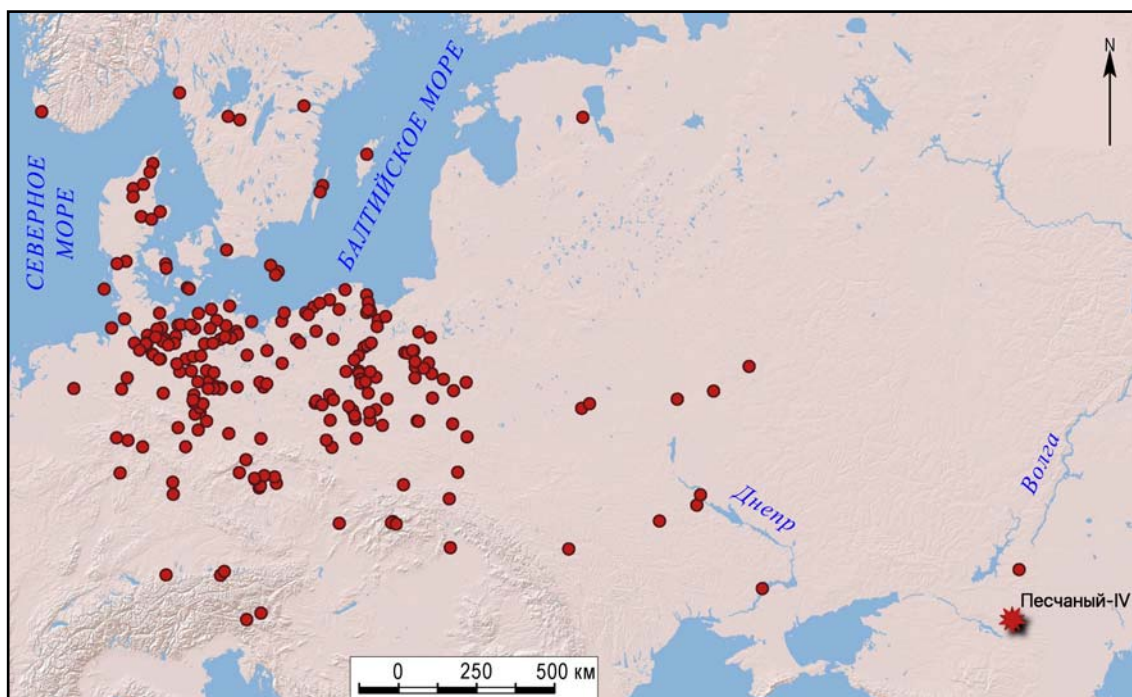 N
СЕВЕРНОЕ
МОРЕ
БАЛТИЙСКОЕ МОРЕ
Волга
Днепр
Песчаный-IV
0 250 500 км